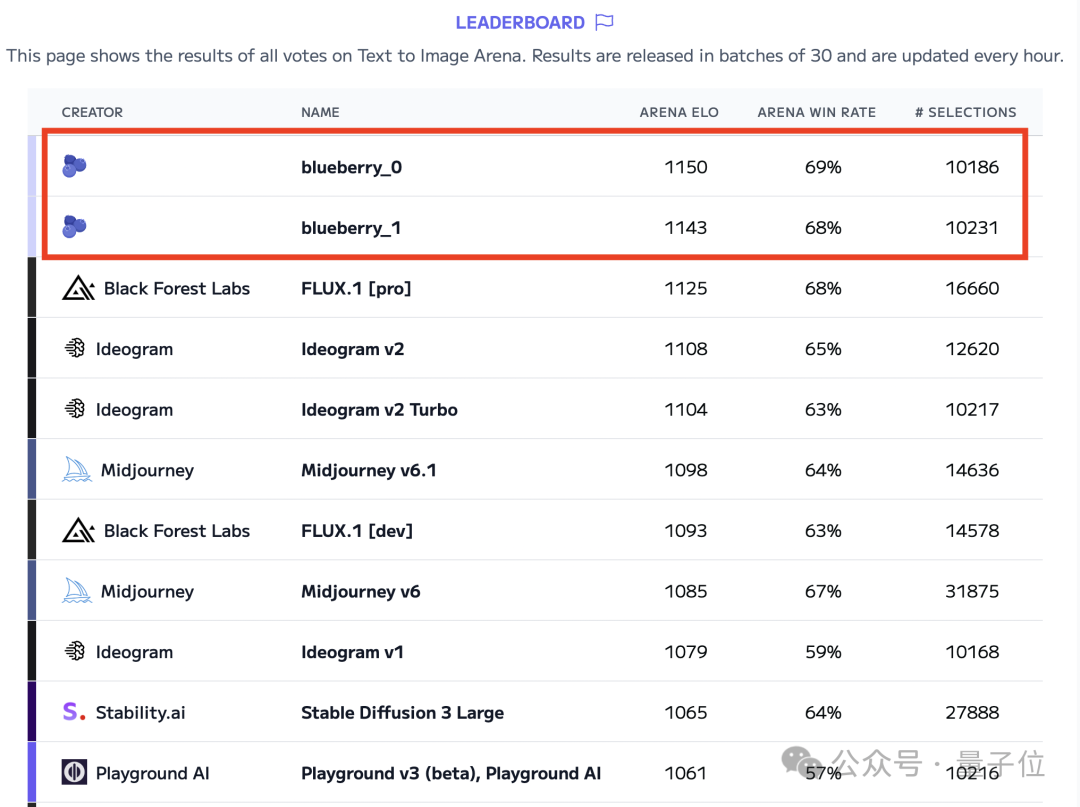 LEADERBOARD
This page shows the results of all votes on Text to Image Arena. Results are released in batches of 30 and are updated every hour.
CREATOR NAME ARENA ELO ARENA WIN RATE # SELECTIONS
blueberry_0 1150 69% 10186
blueberry_1 1143 68% 10231
Black Forest Labs FLUX.1 [pro] 1125 68% 16660
Ideogram Ideogram v2 1108 65% 12620
Ideogram Ideogram v2 Turbo 1104 63% 10217
Midjourney Midjourney v6.1 1098 64% 14636
Black Forest Labs FLUX.1 [dev] 1093 63% 14578
Midjourney Midjourney v6 1085 67% 31875
Ideogram Ideogram v1 1079 59% 10168
S. Stability.ai Stable Diffusion 3 Large 1065 64% 27888
Playground AI Playground v3 (beta), Playground AI 1061 57% 10216
公众号 · 量子位